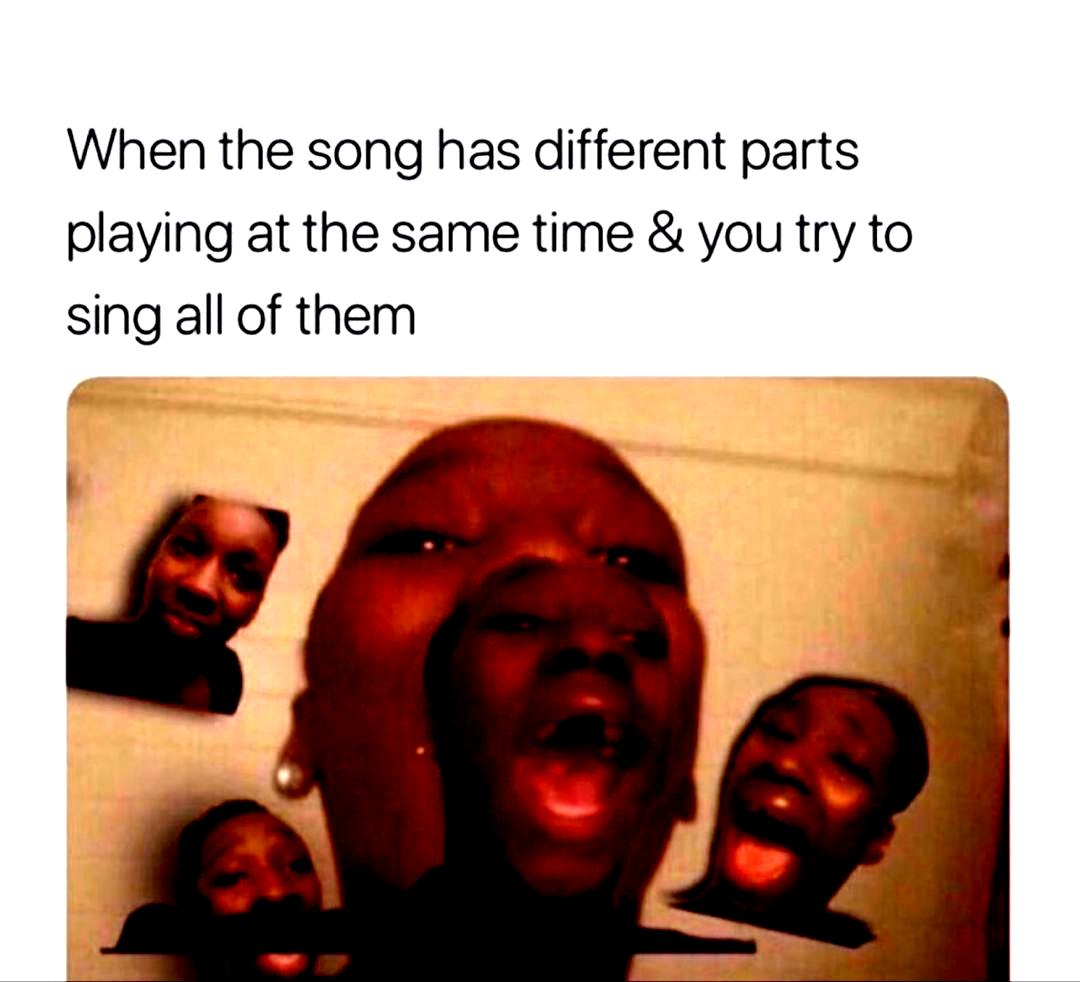 When the song has different parts
playing at the same time & you try to
sing all of them